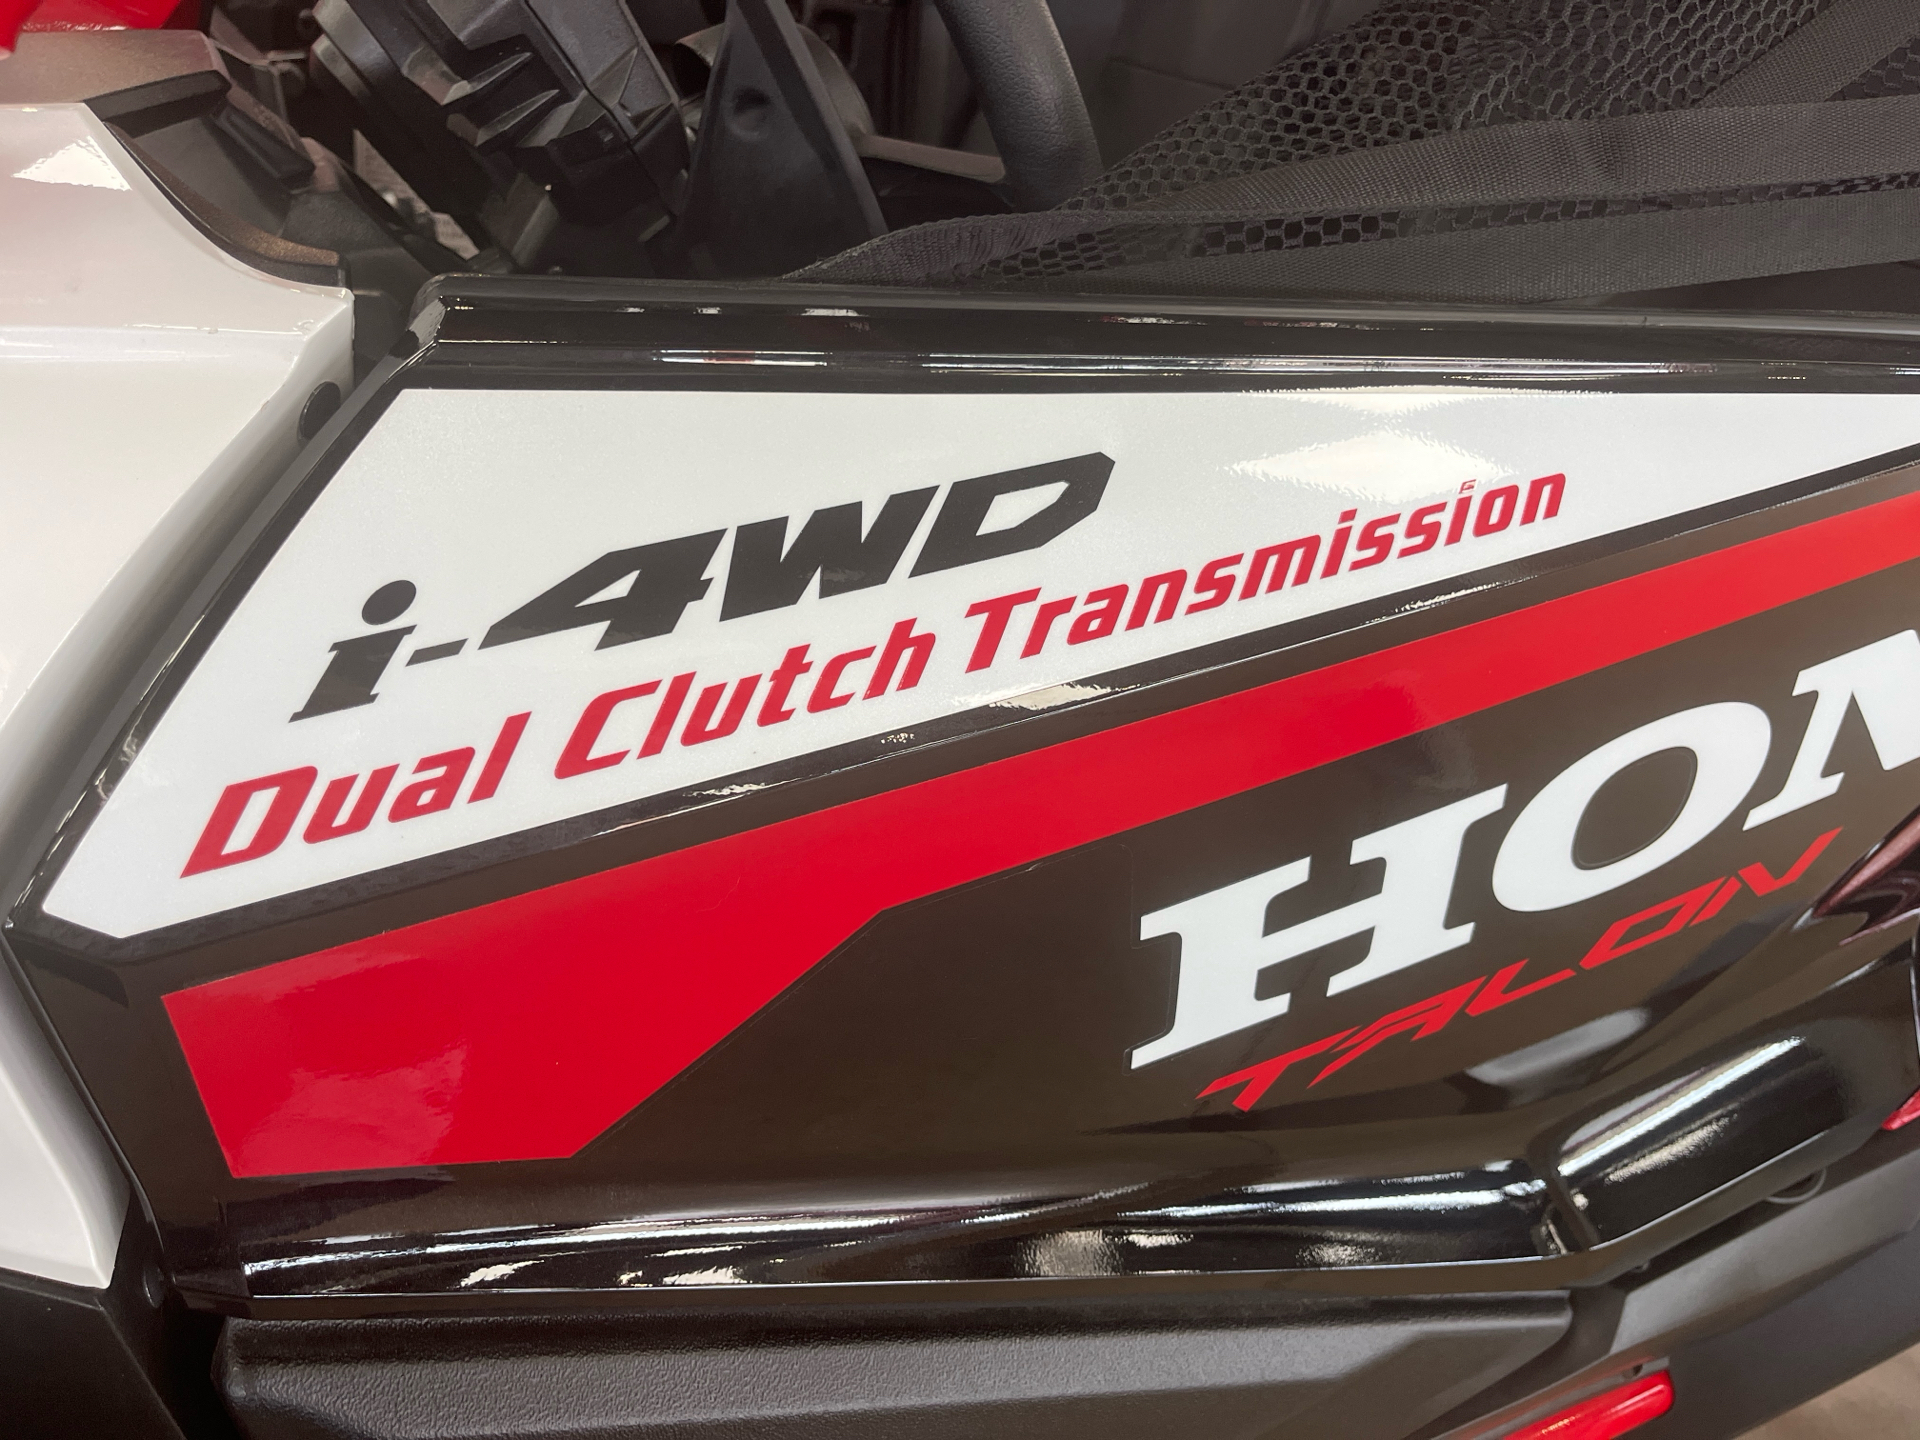 i-4WD
Dual Clutch Transmission
HON
TALON